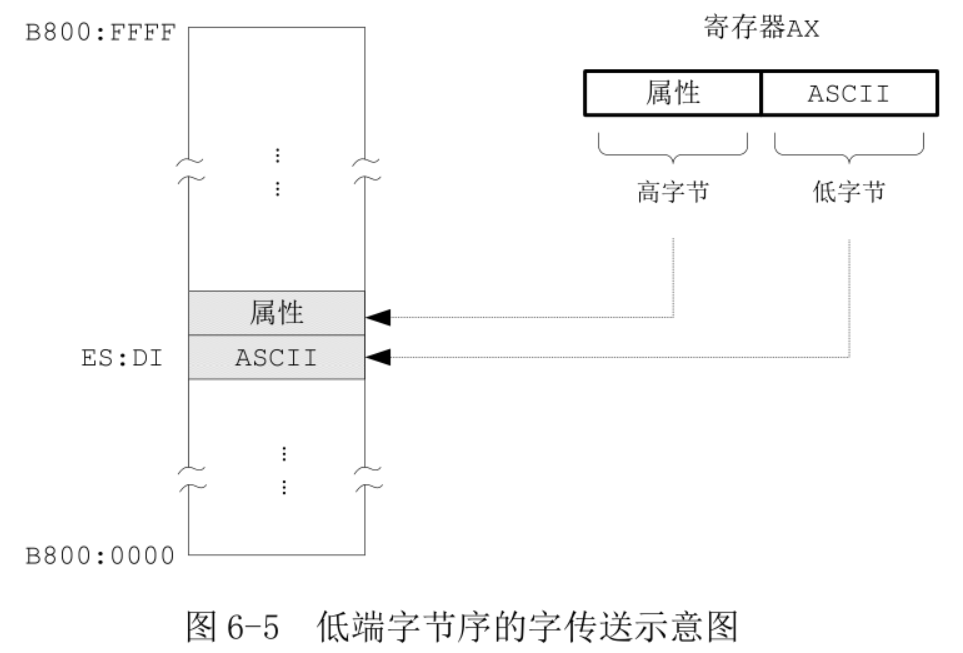 B800:FFFF
寄存器AX
属性 ASCII
高字节 低字节
属性
ES:DI ASCII
B800:0000
图 6-5 低端字节序的字传送示意图